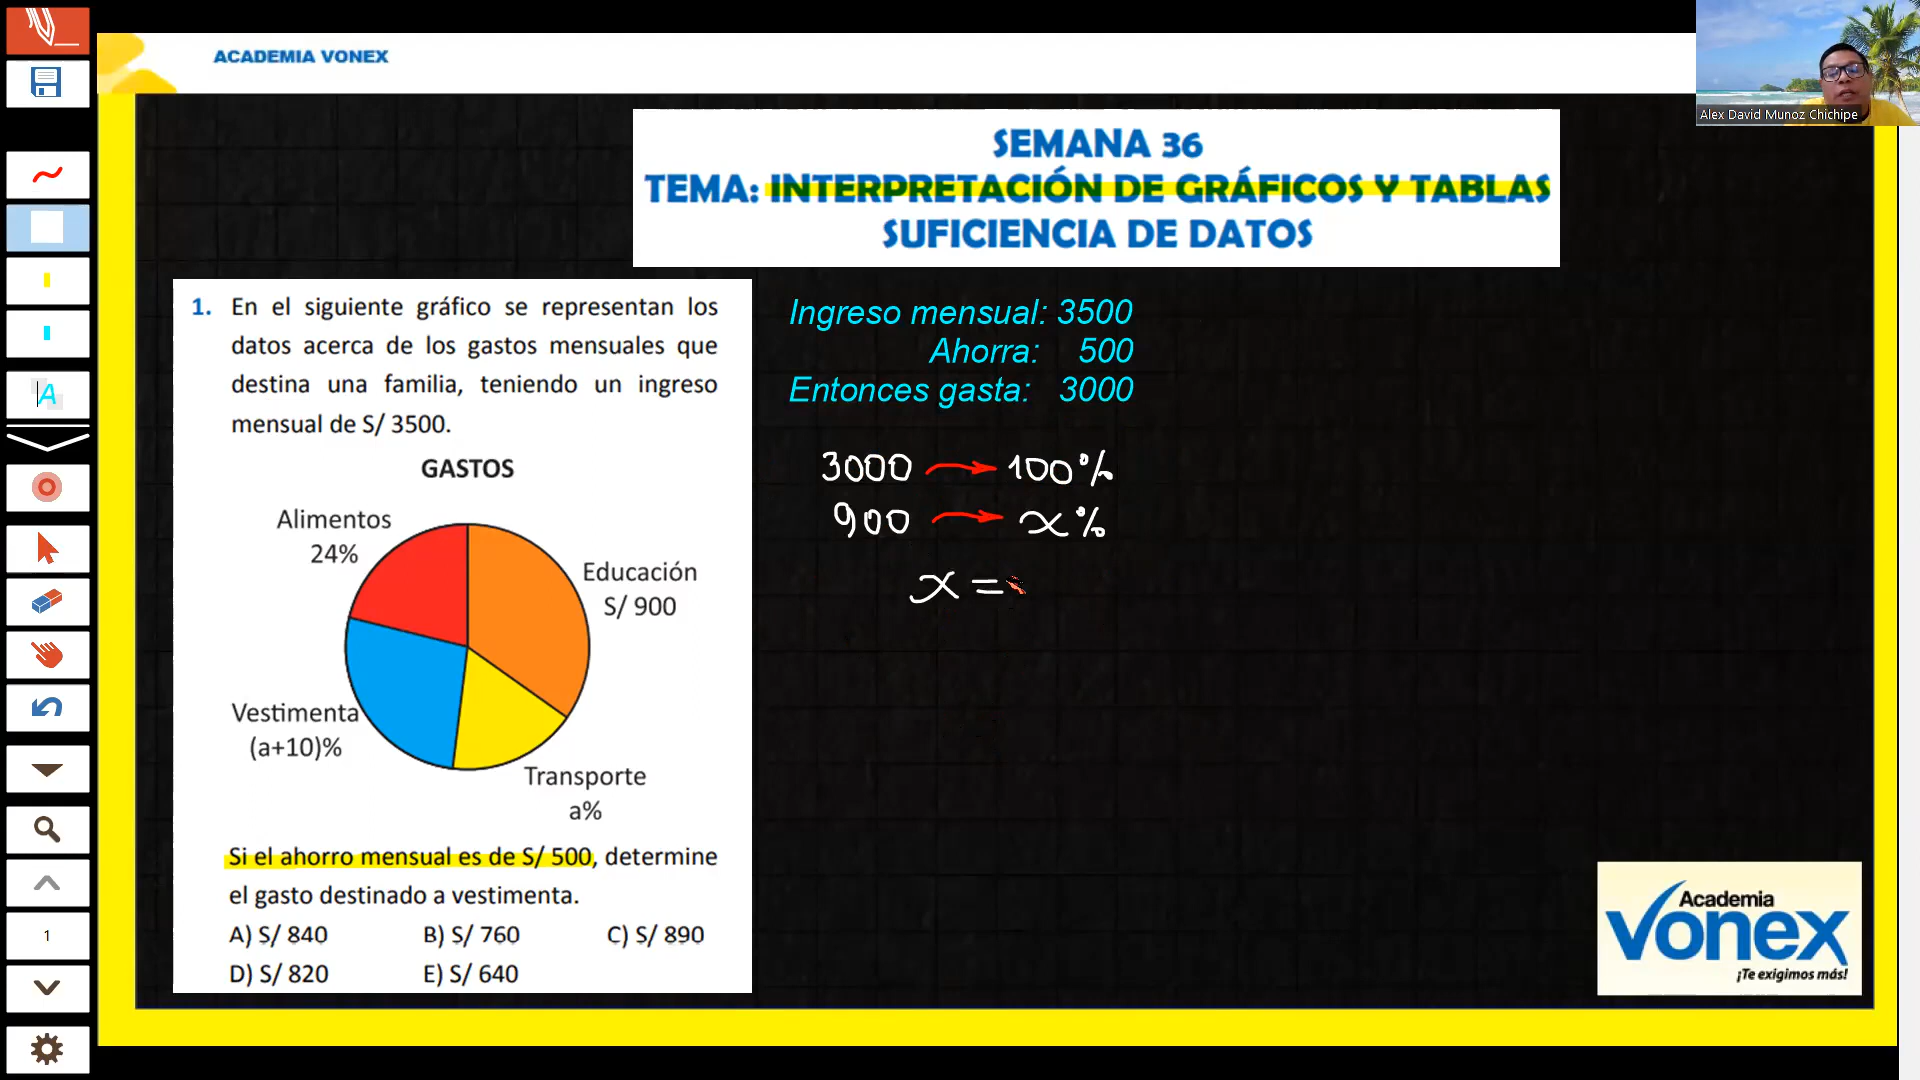 ACADEMIA VONEX
Alex David Munoz Chichipe
SEMANA 36
TEMA: INTERPRETACIÓN DE GRÁFICOS Y TABLAS
SUFICIENCIA DE DATOS
1. En el siguiente gráfico se representan los
datos acerca de los gastos mensuales que
destina una familia, teniendo un ingreso
mensual de S/ 3500.
GASTOS
Alimentos
24%
Educación
S/ 900
Vestimenta
(a+10)%
Transporte
a%
Si el ahorro mensual es de S/ 500, determine
el gasto destinado a vestimenta.
A) S/ 840 B) S/ 760 C) S/ 890
D) S/ 820 E) S/ 640
Ingreso mensual: 3500
Ahorra: 500
Entonces gasta: 3000
3000 → 100%
900 → x%
x =
A
1
Academia
Vonex
¡Te exigimos más!